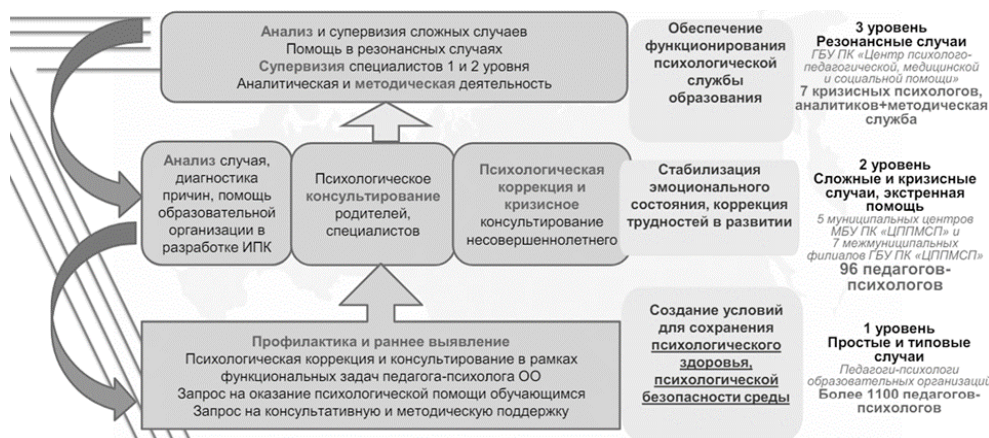 Анализ и супервизия сложных случаев
Помощь в резонансных случаях
Супервизия специалистов 1 и 2 уровня
Аналитическая и методическая деятельность
Обеспечение
функционирования
психологической
службы
образования
3 уровень
Резонансные случаи
ГБУ ПК «Центр психолого-
педагогической, медицинской
и социальной помощи»
7 кризисных психологов,
аналитиков+методическая
служба
Анализ случая,
диагностика
причин, помощь
образовательной
организации в
разработке ИПК
Психологическое
консультирование
родителей,
специалистов
Психологическая
коррекция и
кризисное
консультирование
несовершеннолетнего
Стабилизация
эмоционального
состояния, коррекция
трудностей в развитии
2 уровень
Сложные и кризисные
случаи, экстренная
помощь
5 муниципальных центров
МБУ ПК «ЦППМСП» и
7 межмуниципальных
филиалов ГБУ ПК «ЦППМСП»
96 педагогов-
психологов
Профилактика и раннее выявление
Психологическая коррекция и консультирование в рамках
функциональных задач педагога-психолога ОО
Запрос на оказание психологической помощи обучающимся
Запрос на консультативную и методическую поддержку
Создание условий
для сохранения
психологического
здоровья,
психологической
безопасности среды
1 уровень
Простые и типовые
случаи
Педагоги-психологи
образовательных организаций
Более 1100 педагогов-
психологов